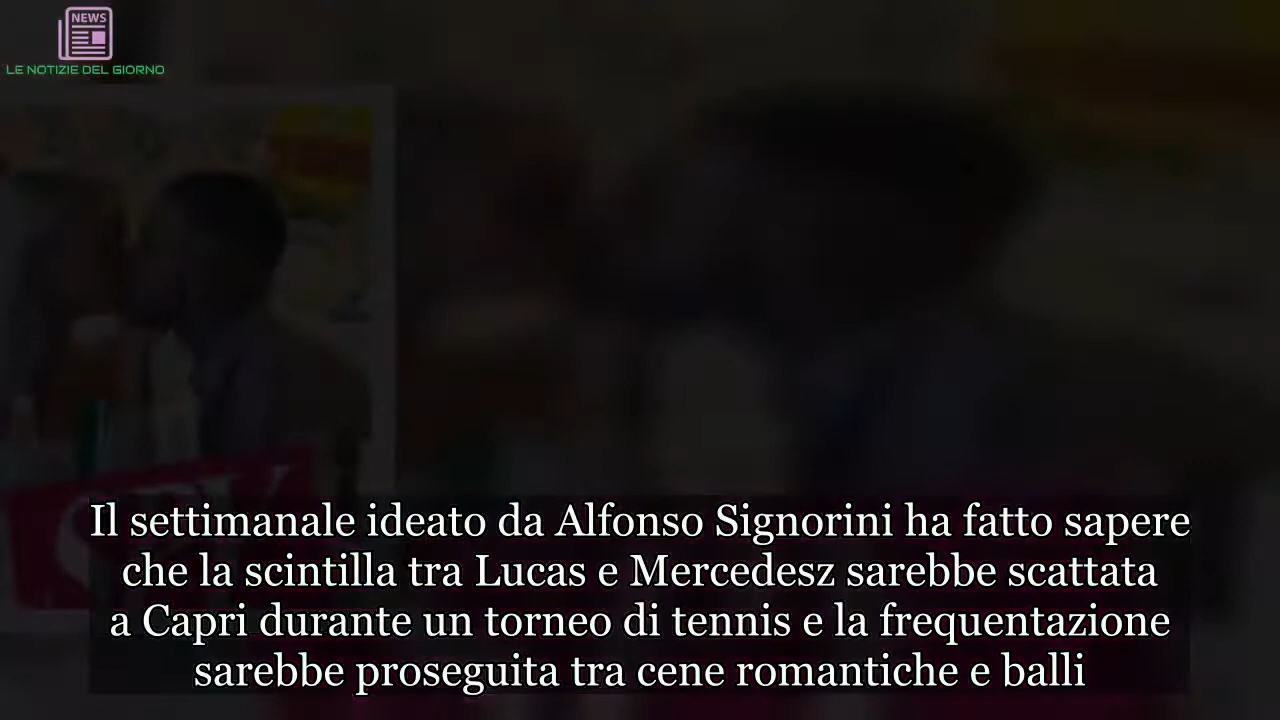 NEWS
LE NOTIZIE DEL GIORNO
Il settimanale ideato da Alfonso Signorini ha fatto sapere
che la scintilla tra Lucas e Mercedesz sarebbe scattata
a Capri durante un torneo di tennis e la frequentazione
sarebbe proseguita tra cene romantiche e balli